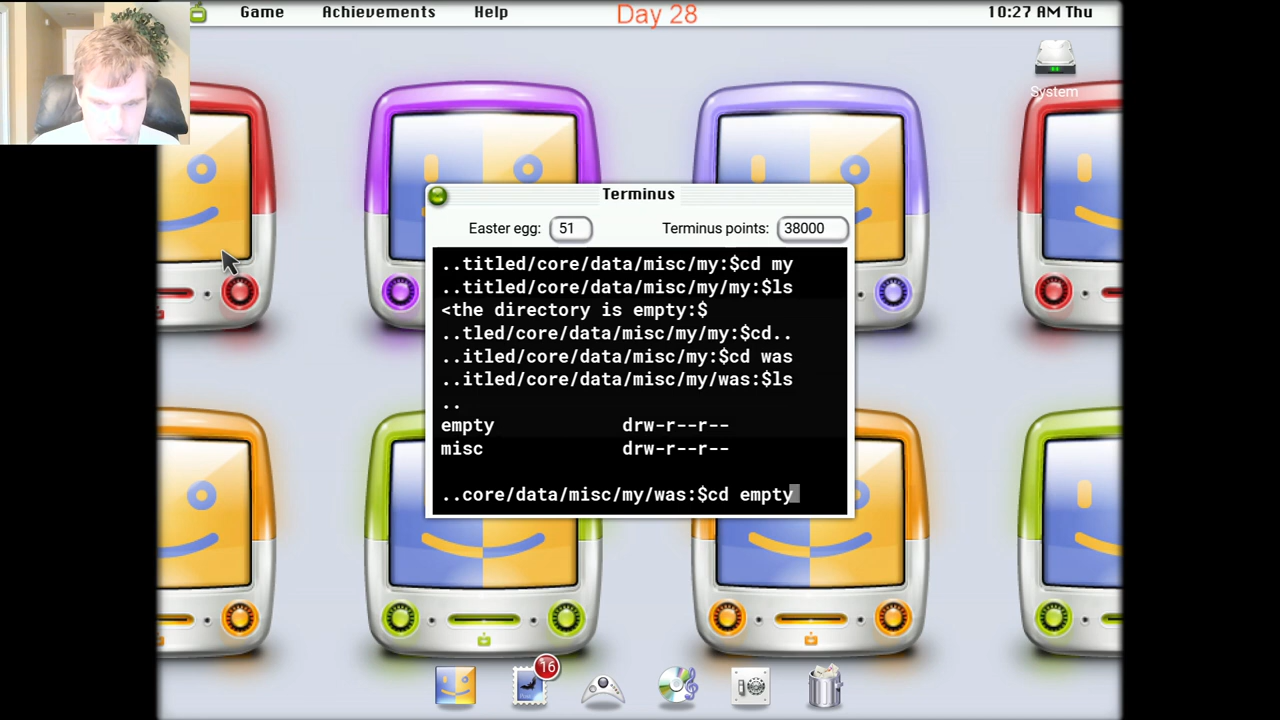 Game Achievements Help Day 28 10:27 AM Thu
System
Terminus
Easter egg: 51 Terminus points: 38000
..titled/core/data/misc/my:$cd my
..titled/core/data/misc/my/my:$ls
<the directory is empty:$
..tled/core/data/misc/my/my:$cd..
..itled/core/data/misc/my:$cd was
..itled/core/data/misc/my/was:$ls
..
empty drw-r--r--
misc drw-r--r--
..core/data/misc/my/was:$cd empty
16